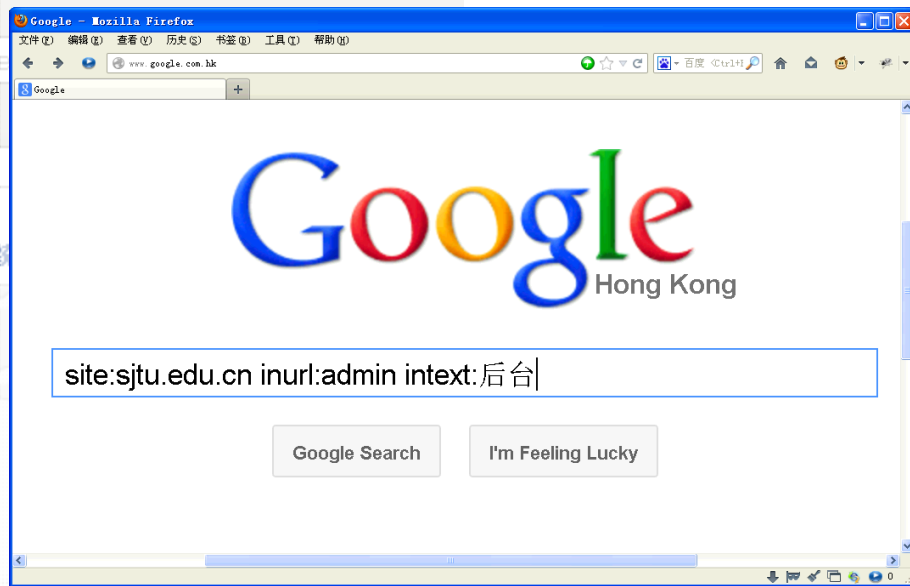 Google - Mozilla Firefox
文件(F) 编辑(E) 查看(V) 历史(S) 书签(B) 工具(T) 帮助(H)
www.google.com.hk
百度 <Ctrl+
Google
Google
Hong Kong
site:sjtu.edu.cn inurl:admin intext:后台
Google Search I'm Feeling Lucky
0